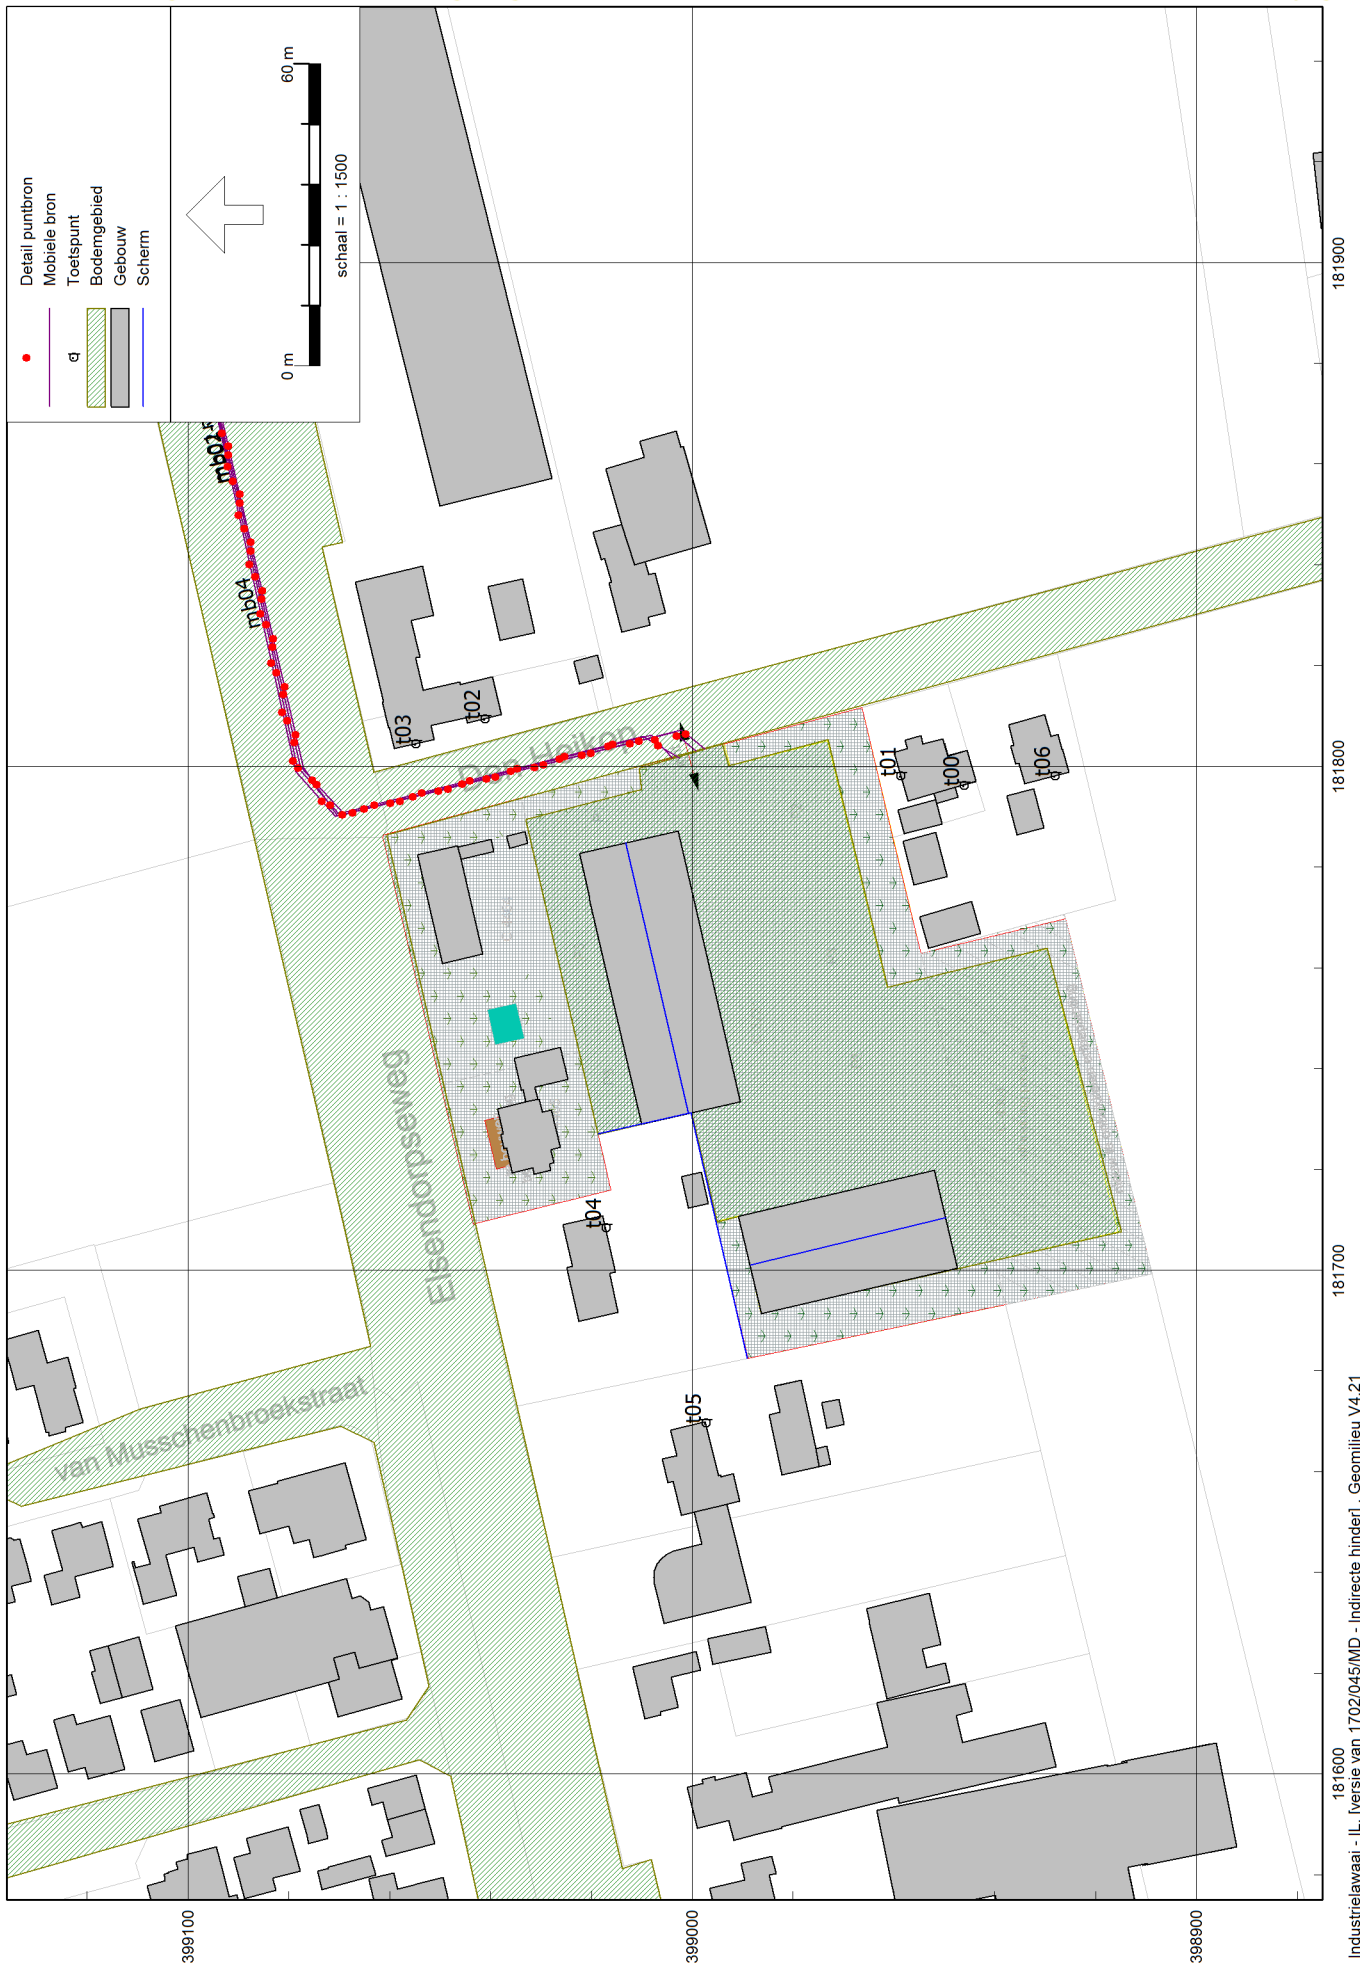 Detail puntbron
Mobiele bron
Toetspunt
Bodemgebied
Gebouw
Scherm
0 m
60 m
schaal = 1 : 1500
mb04
t03
t02
Den Heikop
t01
t00
t06
Elsendorpseweg
t04
t05
van Musschenbroekstraat
399100
399000
398900
181600
181700
181800
181900
Industrielawaai - IL, [versie van 1702/045/MD - Indirecte hinder] , Geomilieu V4.21